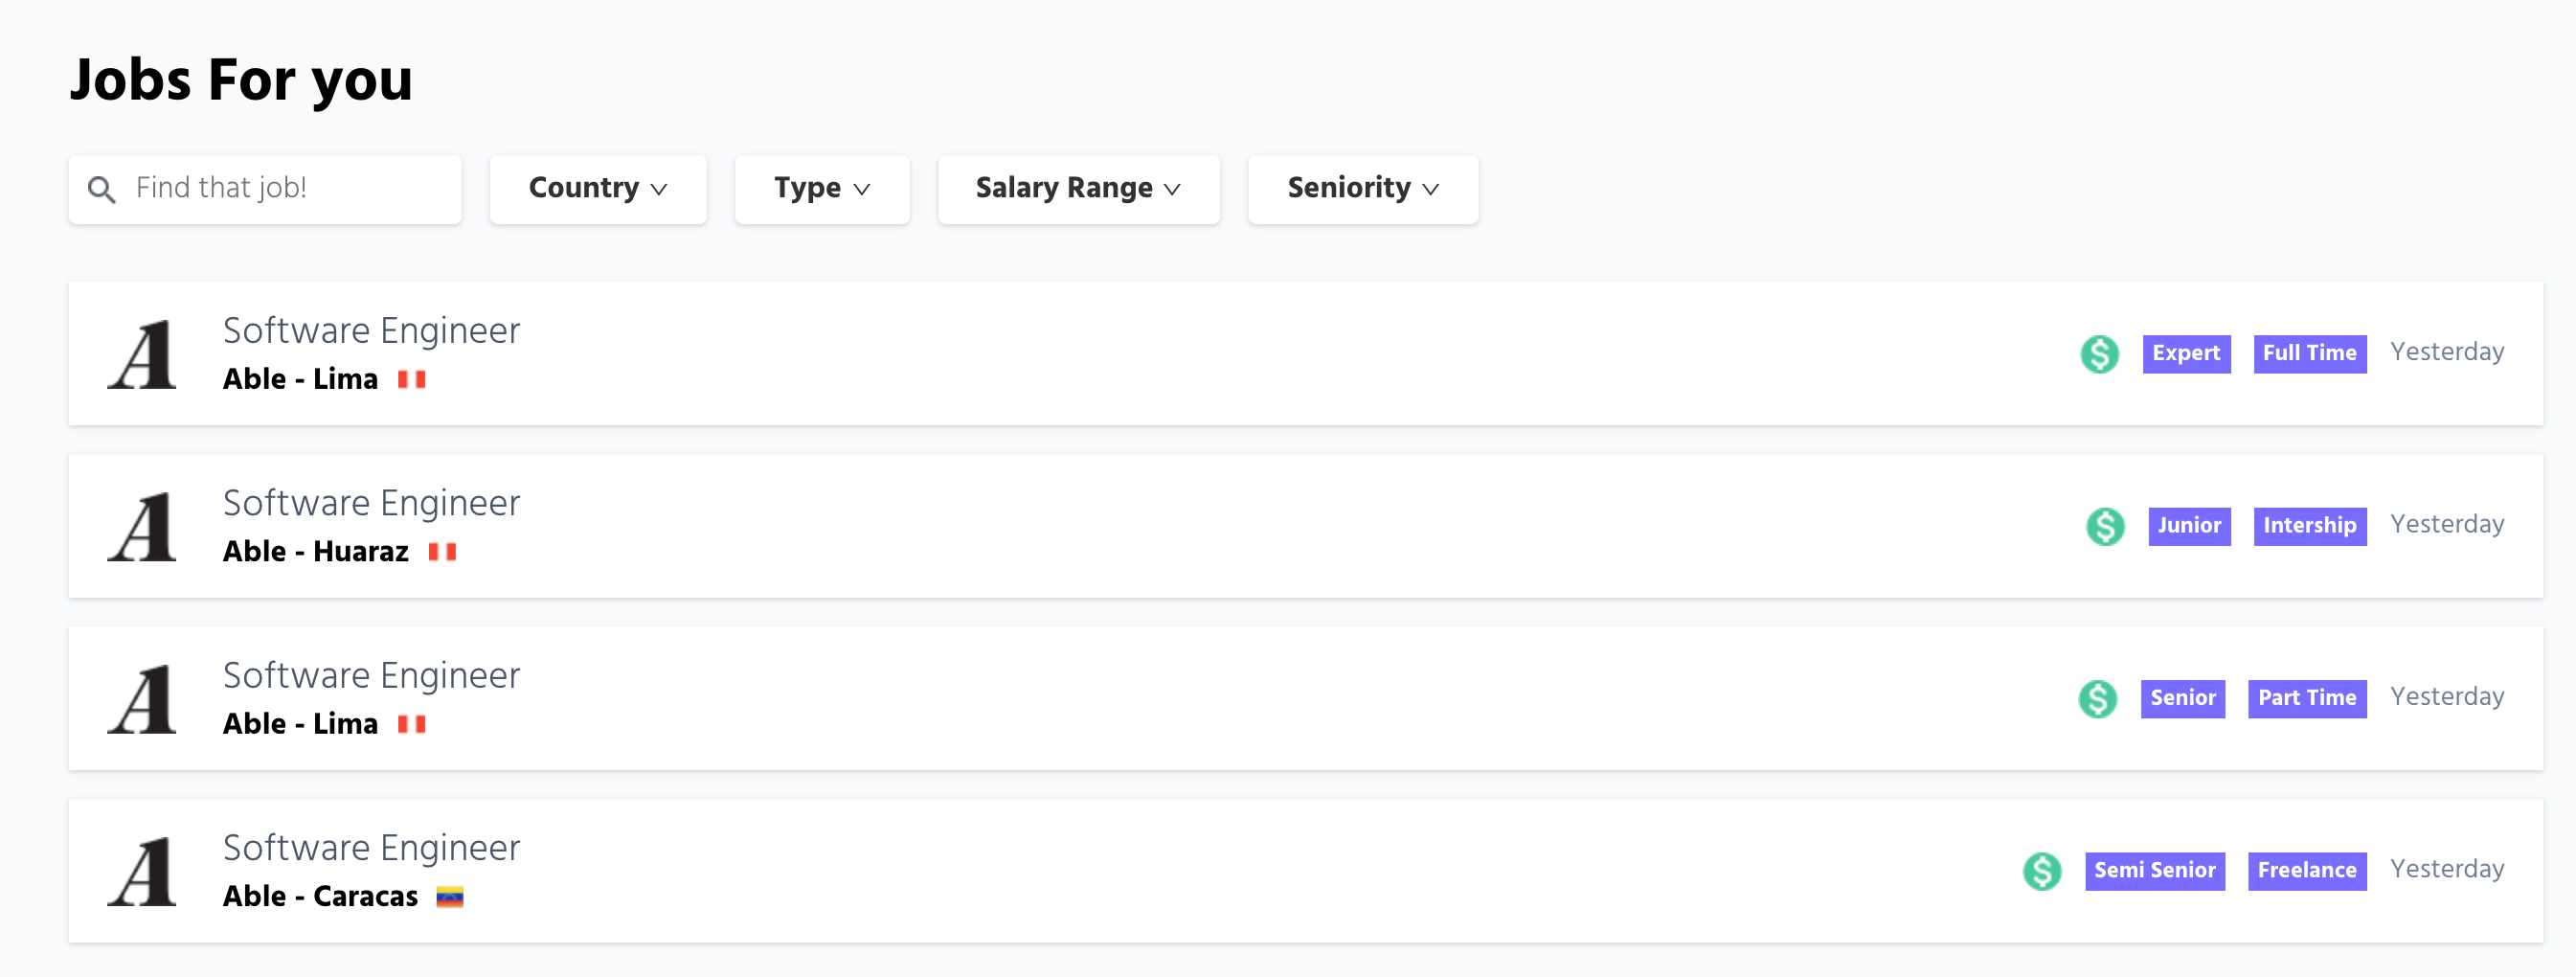 Jobs For you
Find that job!
Country
Type
Salary Range
Seniority
Software Engineer
Able - Lima
$
Expert
Full Time
Yesterday
Software Engineer
Able - Huaraz
$
Junior
Intership
Yesterday
Software Engineer
Able - Lima
$
Senior
Part Time
Yesterday
Software Engineer
Able - Caracas
$
Semi Senior
Freelance
Yesterday